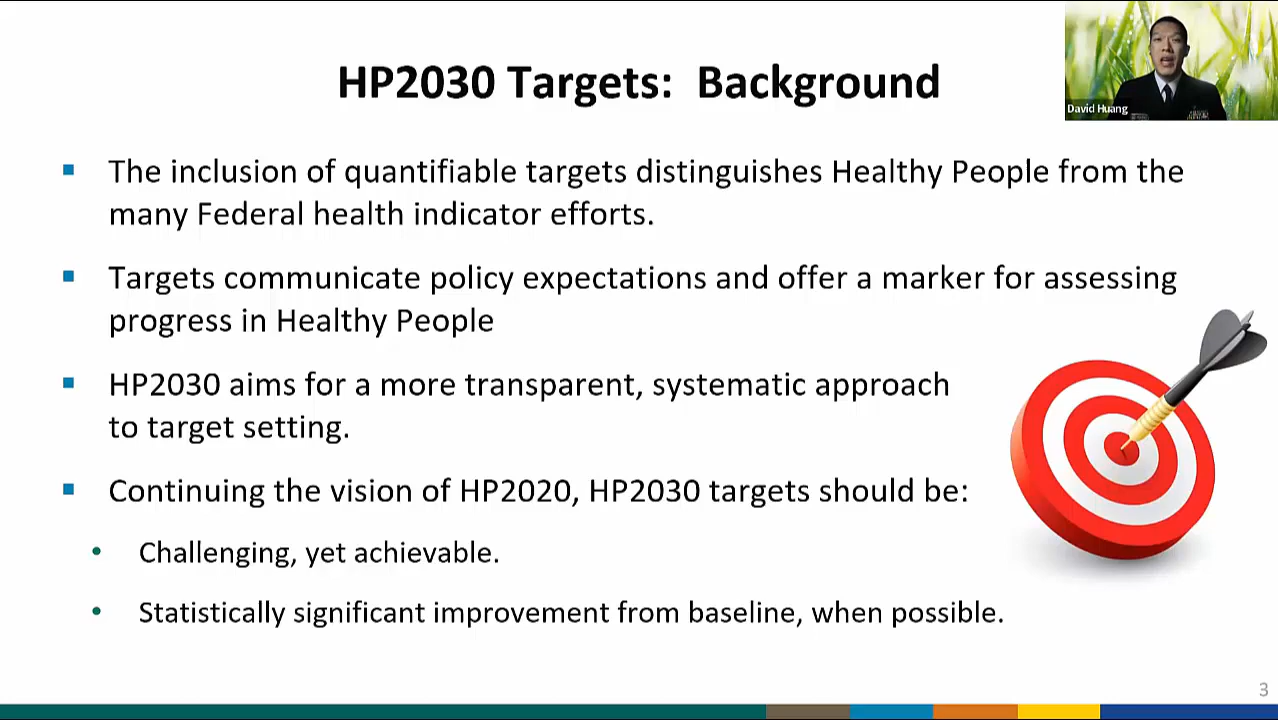 HP2030 Targets: Background
David Huang
The inclusion of quantifiable targets distinguishes Healthy People from the
many Federal health indicator efforts.
Targets communicate policy expectations and offer a marker for assessing
progress in Healthy People
HP2030 aims for a more transparent, systematic approach
to target setting.
Continuing the vision of HP2020, HP2030 targets should be:
Challenging, yet achievable.
Statistically significant improvement from baseline, when possible.
3